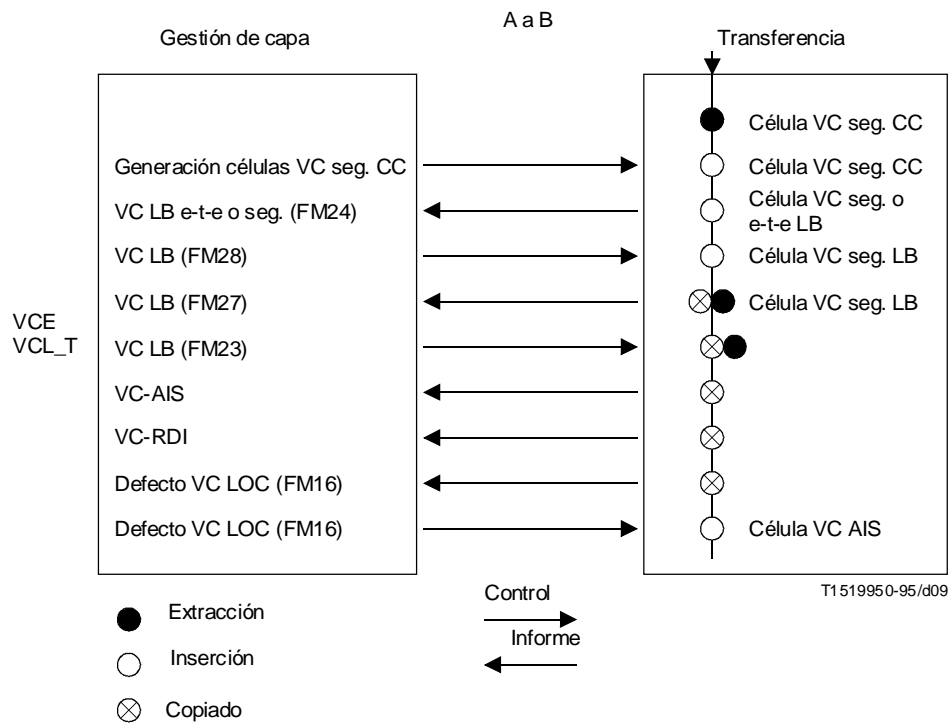 A a B
Gestión de capa
Transferencia
Célula VC seg. CC
Generación células VC seg. CC
Célula VC seg. CC
VC LB e-t-e o seg. (FM24)
Célula VC seg. o
e-t-e LB
VC LB (FM28)
Célula VC seg. LB
VC LB (FM27)
Célula VC seg. LB
VCE
VCL_T
VC LB (FM23)
VC-AIS
VC-RDI
Defecto VC LOC (FM16)
Defecto VC LOC (FM16)
Célula VC AIS
T1519950-95/d09
Control
Extracción
Informe
Inserción
Copiado